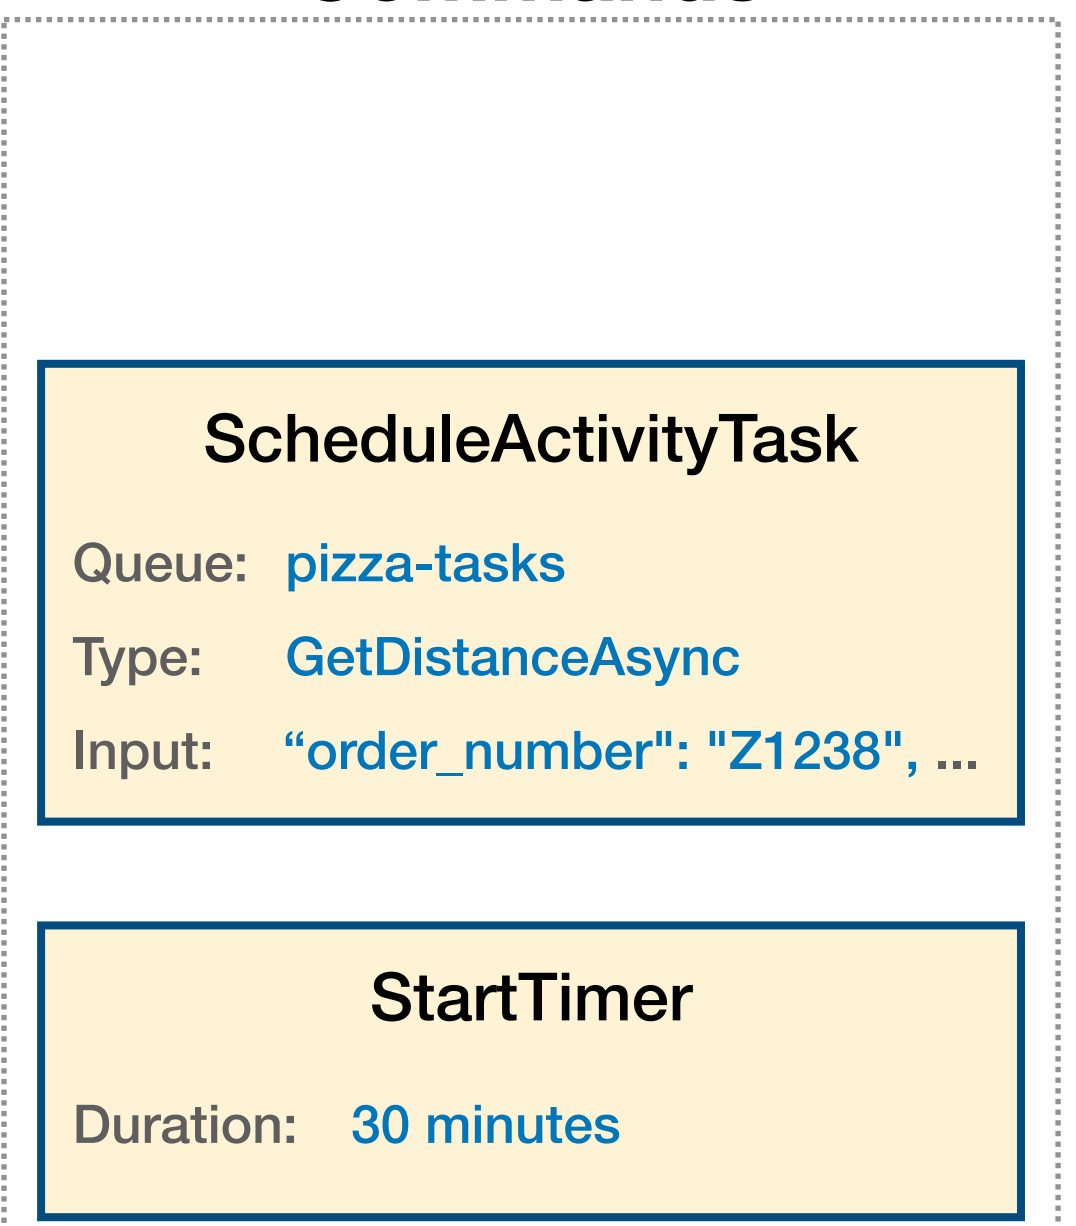 ScheduleActivityTask
Queue: pizza-tasks
Type: GetDistanceAsync
Input: “order_number": "Z1238", ...
StartTimer
Duration: 30 minutes